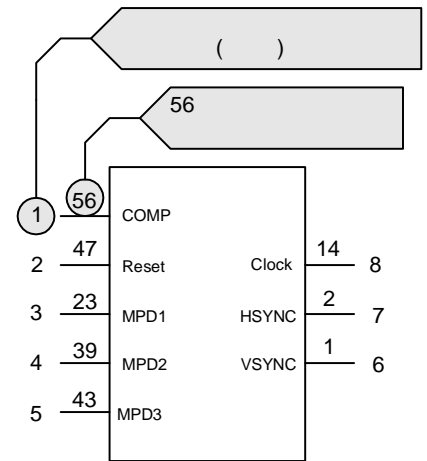 ( )
56
1 56 COMP
2 47 Reset Clock 14 8
3 23 MPD1 HSYNC 2 7
4 39 MPD2 VSYNC 1 6
5 43 MPD3